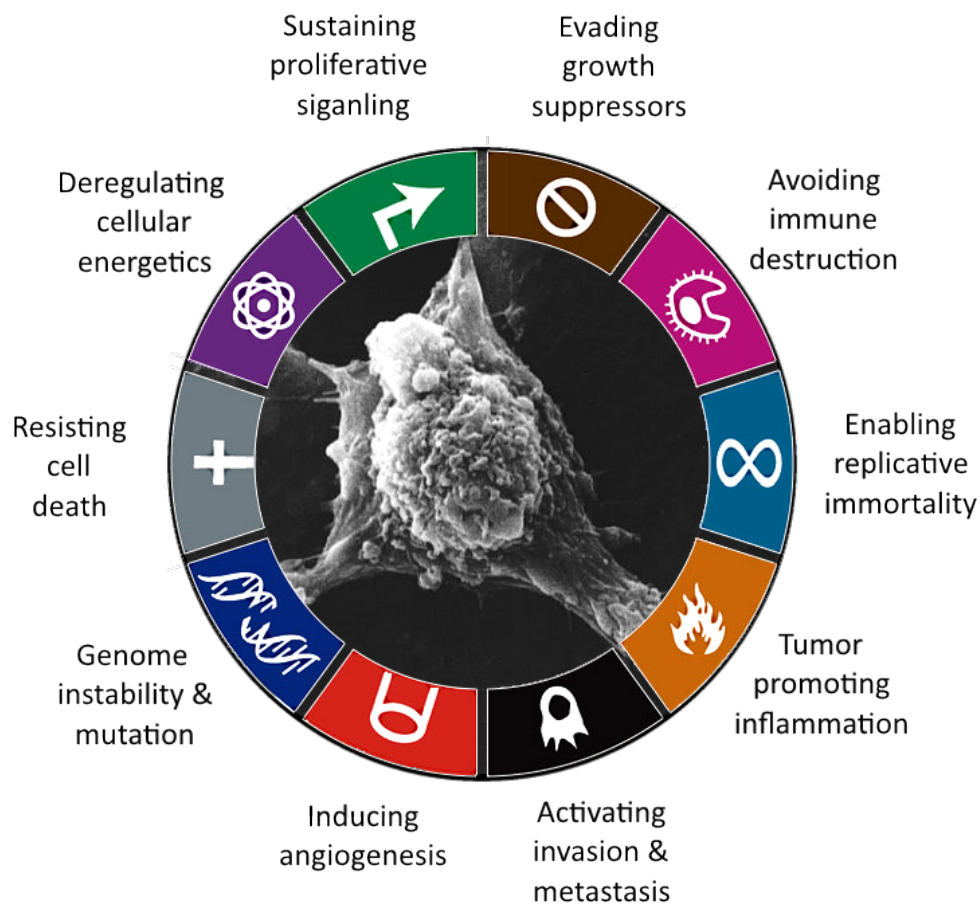 Sustaining
proliferative
siganling
Evading
growth
suppressors
Avoiding
immune
destruction
Enabling
replicative
immortality
Tumor
promoting
inflammation
Activating
invasion &
metastasis
Inducing
angiogenesis
Genome
instability &
mutation
Resisting
cell
death
Deregulating
cellular
energetics